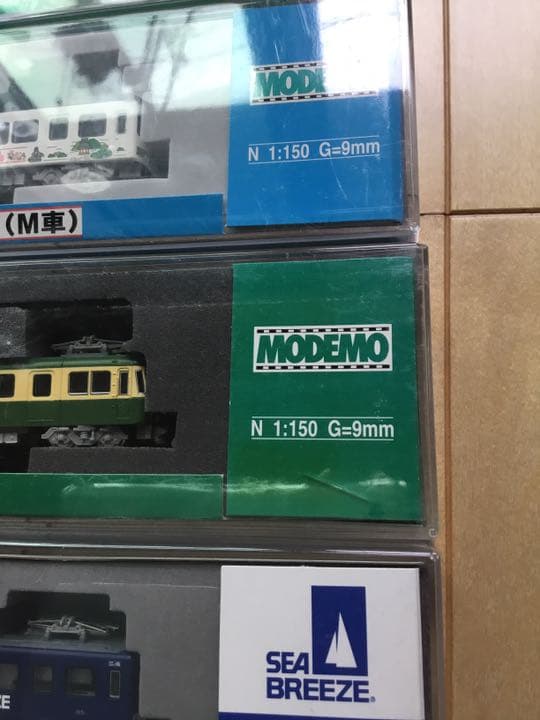 MODEMO
N 1:150 G=9mm
(M車)
MODEMO
N 1:150 G=9mm
SEA
BREEZE®